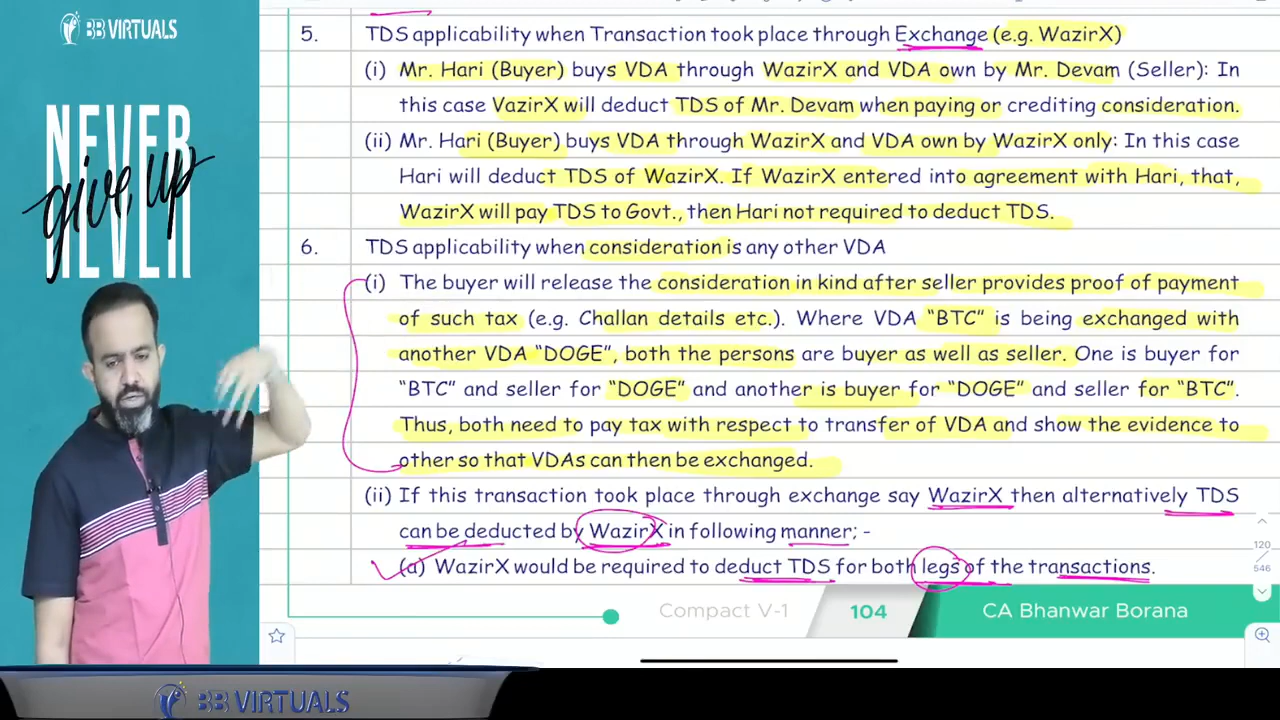 BB VIRTUALS
NEVER
give up
NEVER
5. TDS applicability when Transaction took place through Exchange (e.g. WazirX)
(i) Mr. Hari (Buyer) buys VDA through WazirX and VDA own by Mr. Devam (Seller): In
this case VazirX will deduct TDS of Mr. Devam when paying or crediting consideration.
(ii) Mr. Hari (Buyer) buys VDA through WazirX and VDA own by WazirX only: In this case
Hari will deduct TDS of WazirX. If WazirX entered into agreement with Hari, that,
WazirX will pay TDS to Govt., then Hari not required to deduct TDS.
6. TDS applicability when consideration is any other VDA
(i) The buyer will release the consideration in kind after seller provides proof of payment
of such tax (e.g. Challan details etc.). Where VDA “BTC” is being exchanged with
another VDA “DOGE”, both the persons are buyer as well as seller. One is buyer for
“BTC” and seller for “DOGE” and another is buyer for “DOGE” and seller for “BTC”.
Thus, both need to pay tax with respect to transfer of VDA and show the evidence to
other so that VDAs can then be exchanged.
(ii) If this transaction took place through exchange say WazirX then alternatively TDS
can be deducted by WazirX in following manner; -
(a) WazirX would be required to deduct TDS for both legs of the transactions.
120
546
Compact V-1
104
CA Bhanwar Borana
BB VIRTUALS